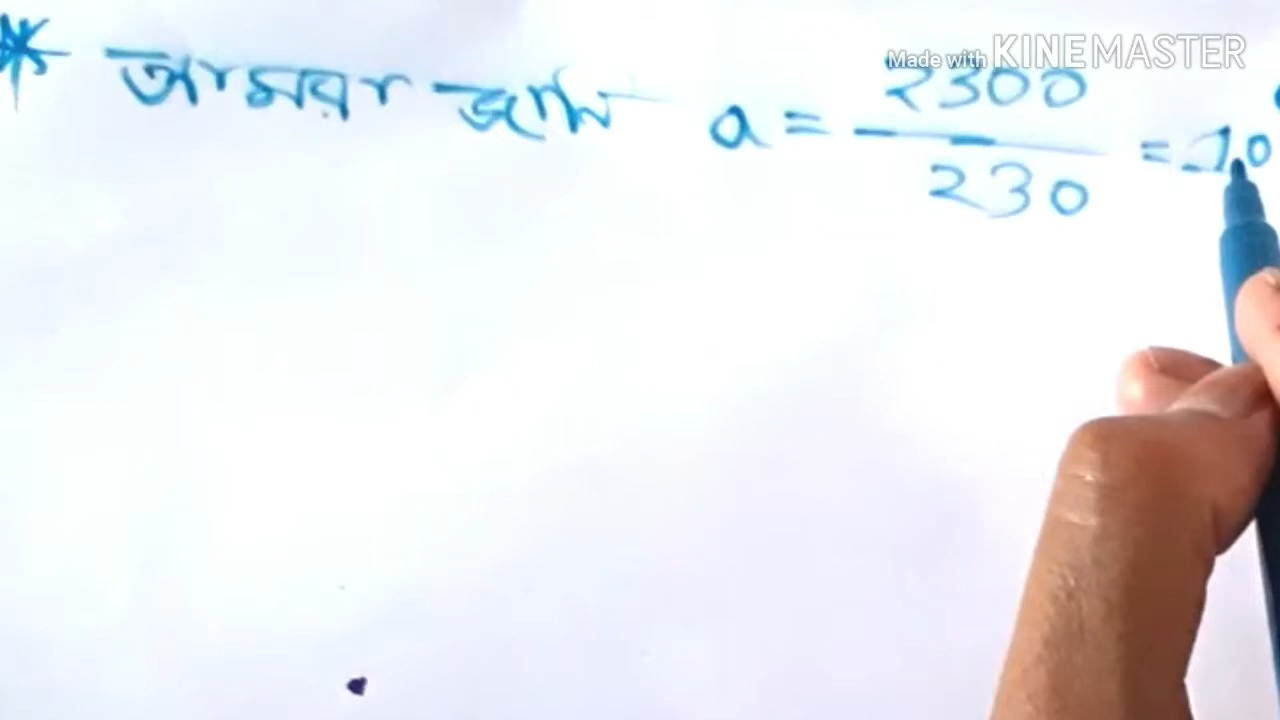 Made with KINEMASTER
* আমরা জানি a = 2300 / 230 = 10